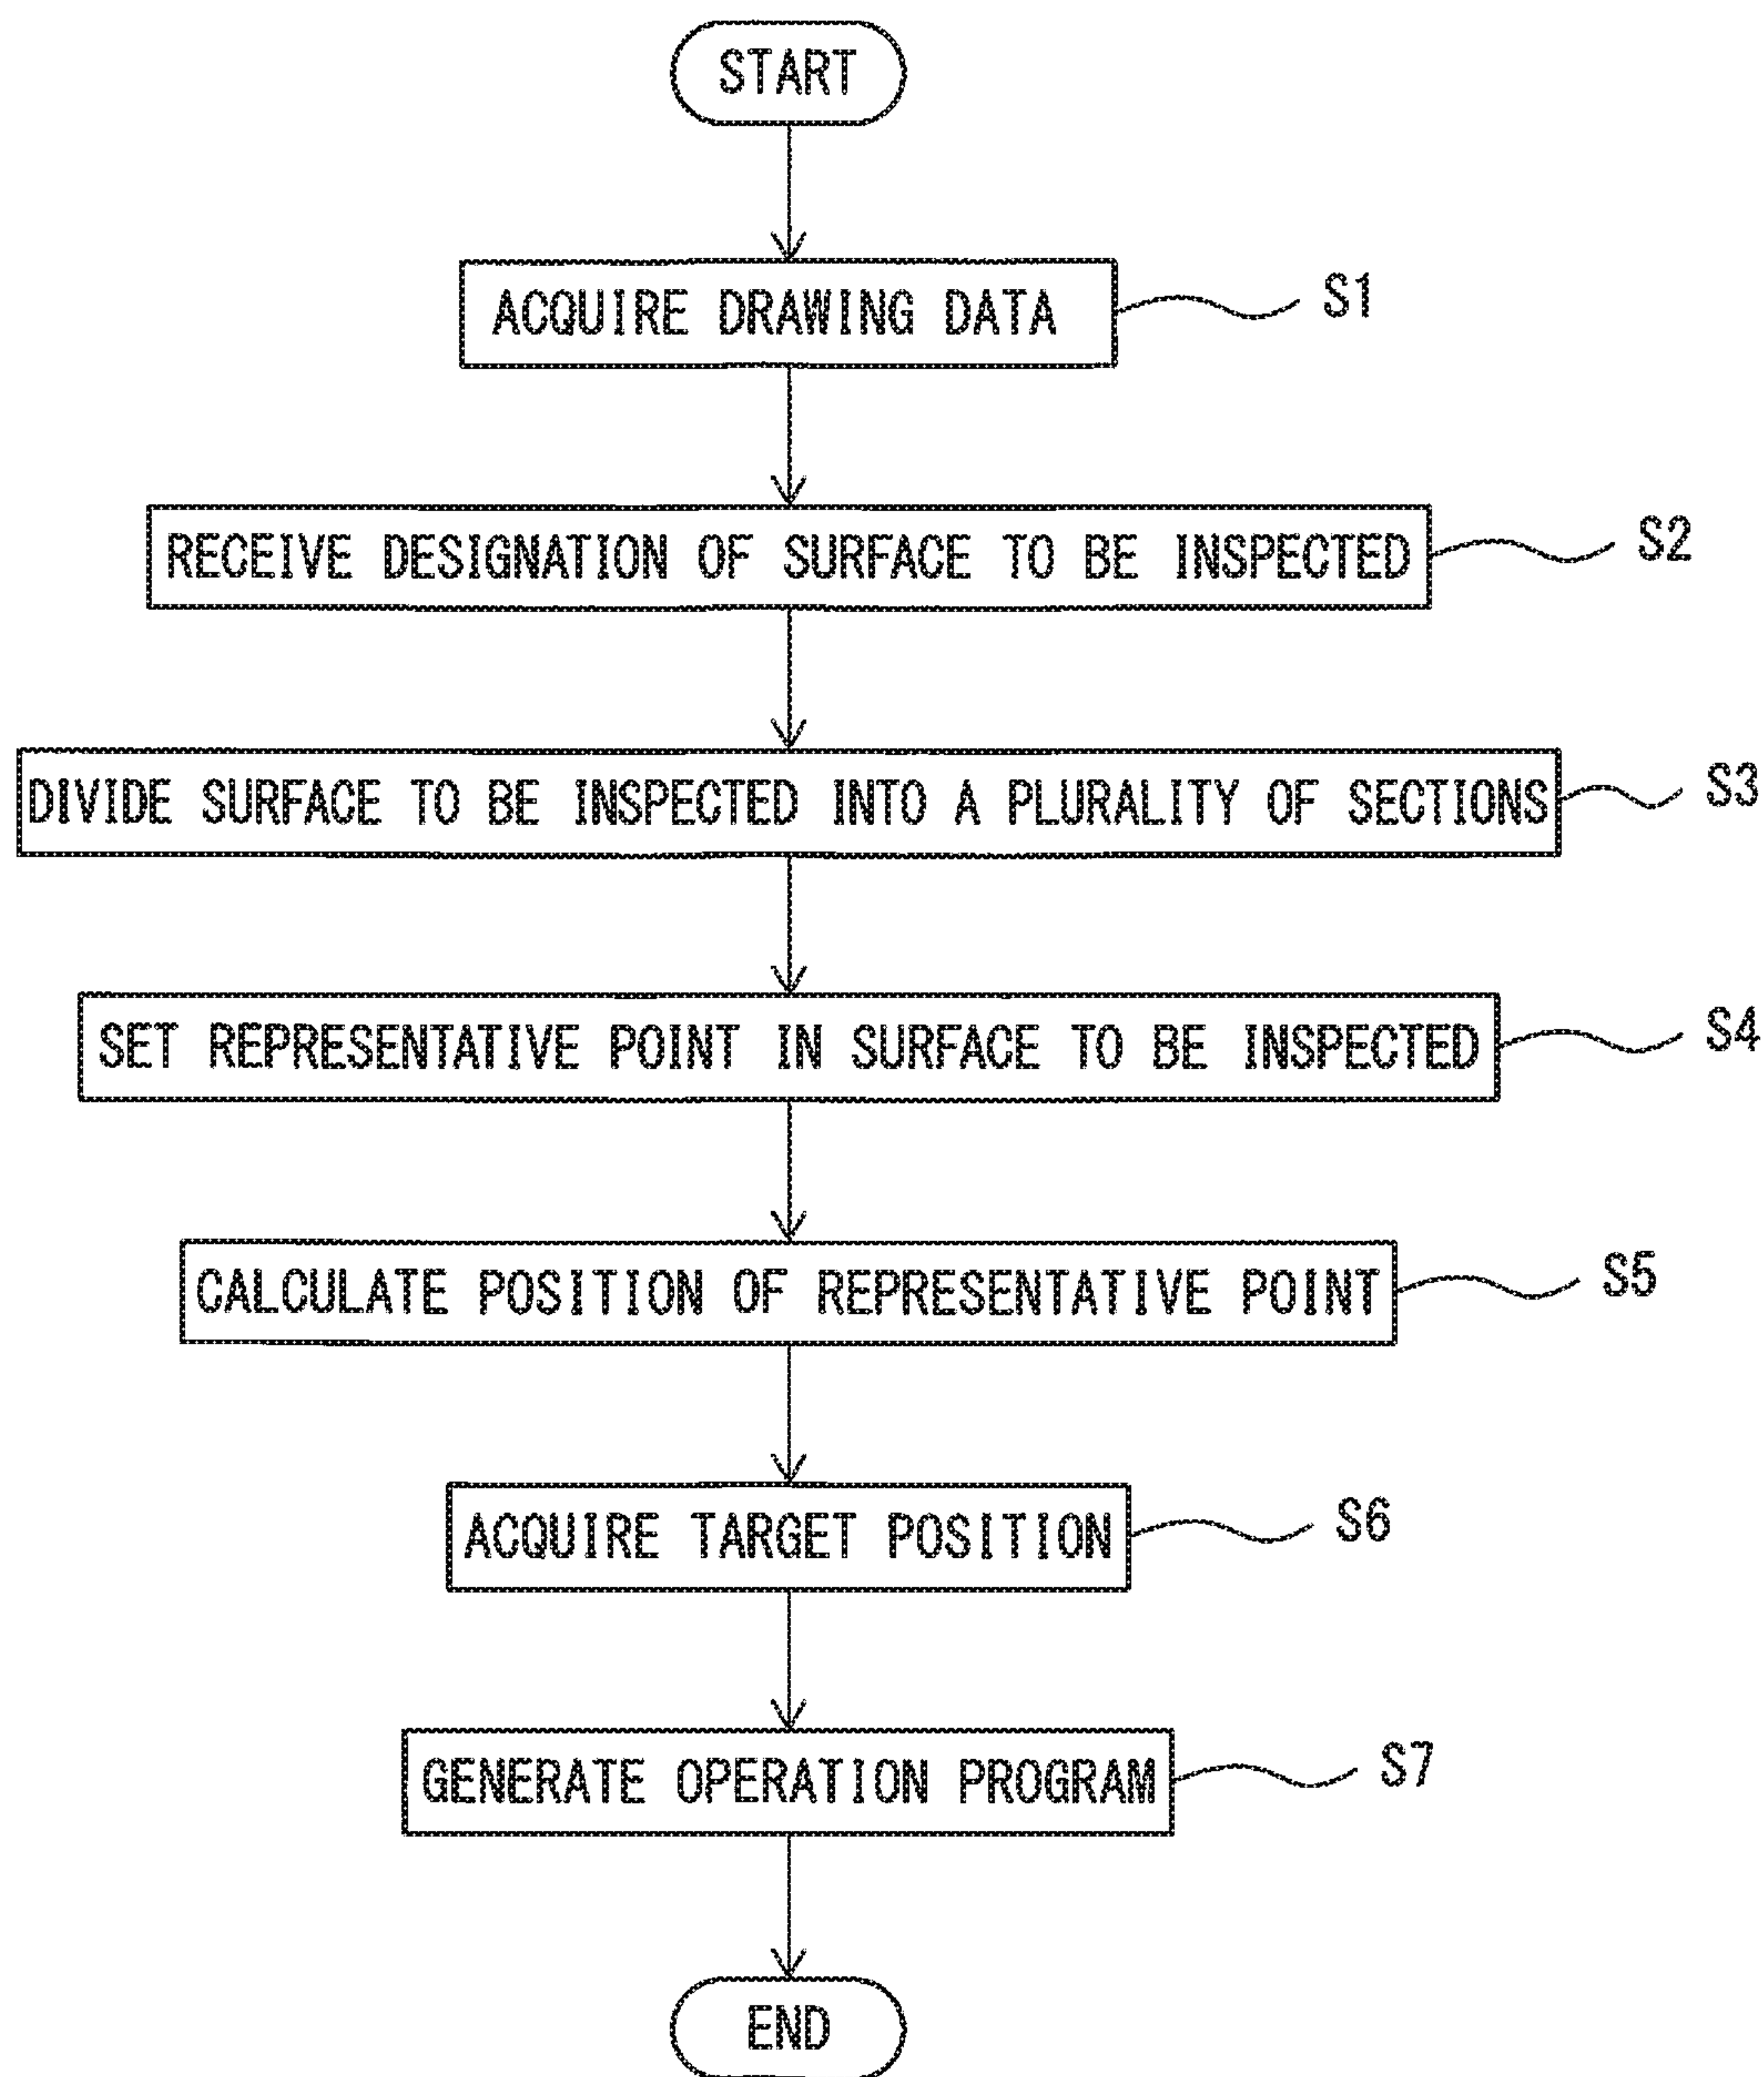 START
ACQUIRE DRAWING DATA S1
RECEIVE DESIGNATION OF SURFACE TO BE INSPECTED S2
DIVIDE SURFACE TO BE INSPECTED INTO A PLURALITY OF SECTIONS S3
SET REPRESENTATIVE POINT IN SURFACE TO BE INSPECTED S4
CALCULATE POSITION OF REPRESENTATIVE POINT S5
ACQUIRE TARGET POSITION S6
GENERATE OPERATION PROGRAM S7
END